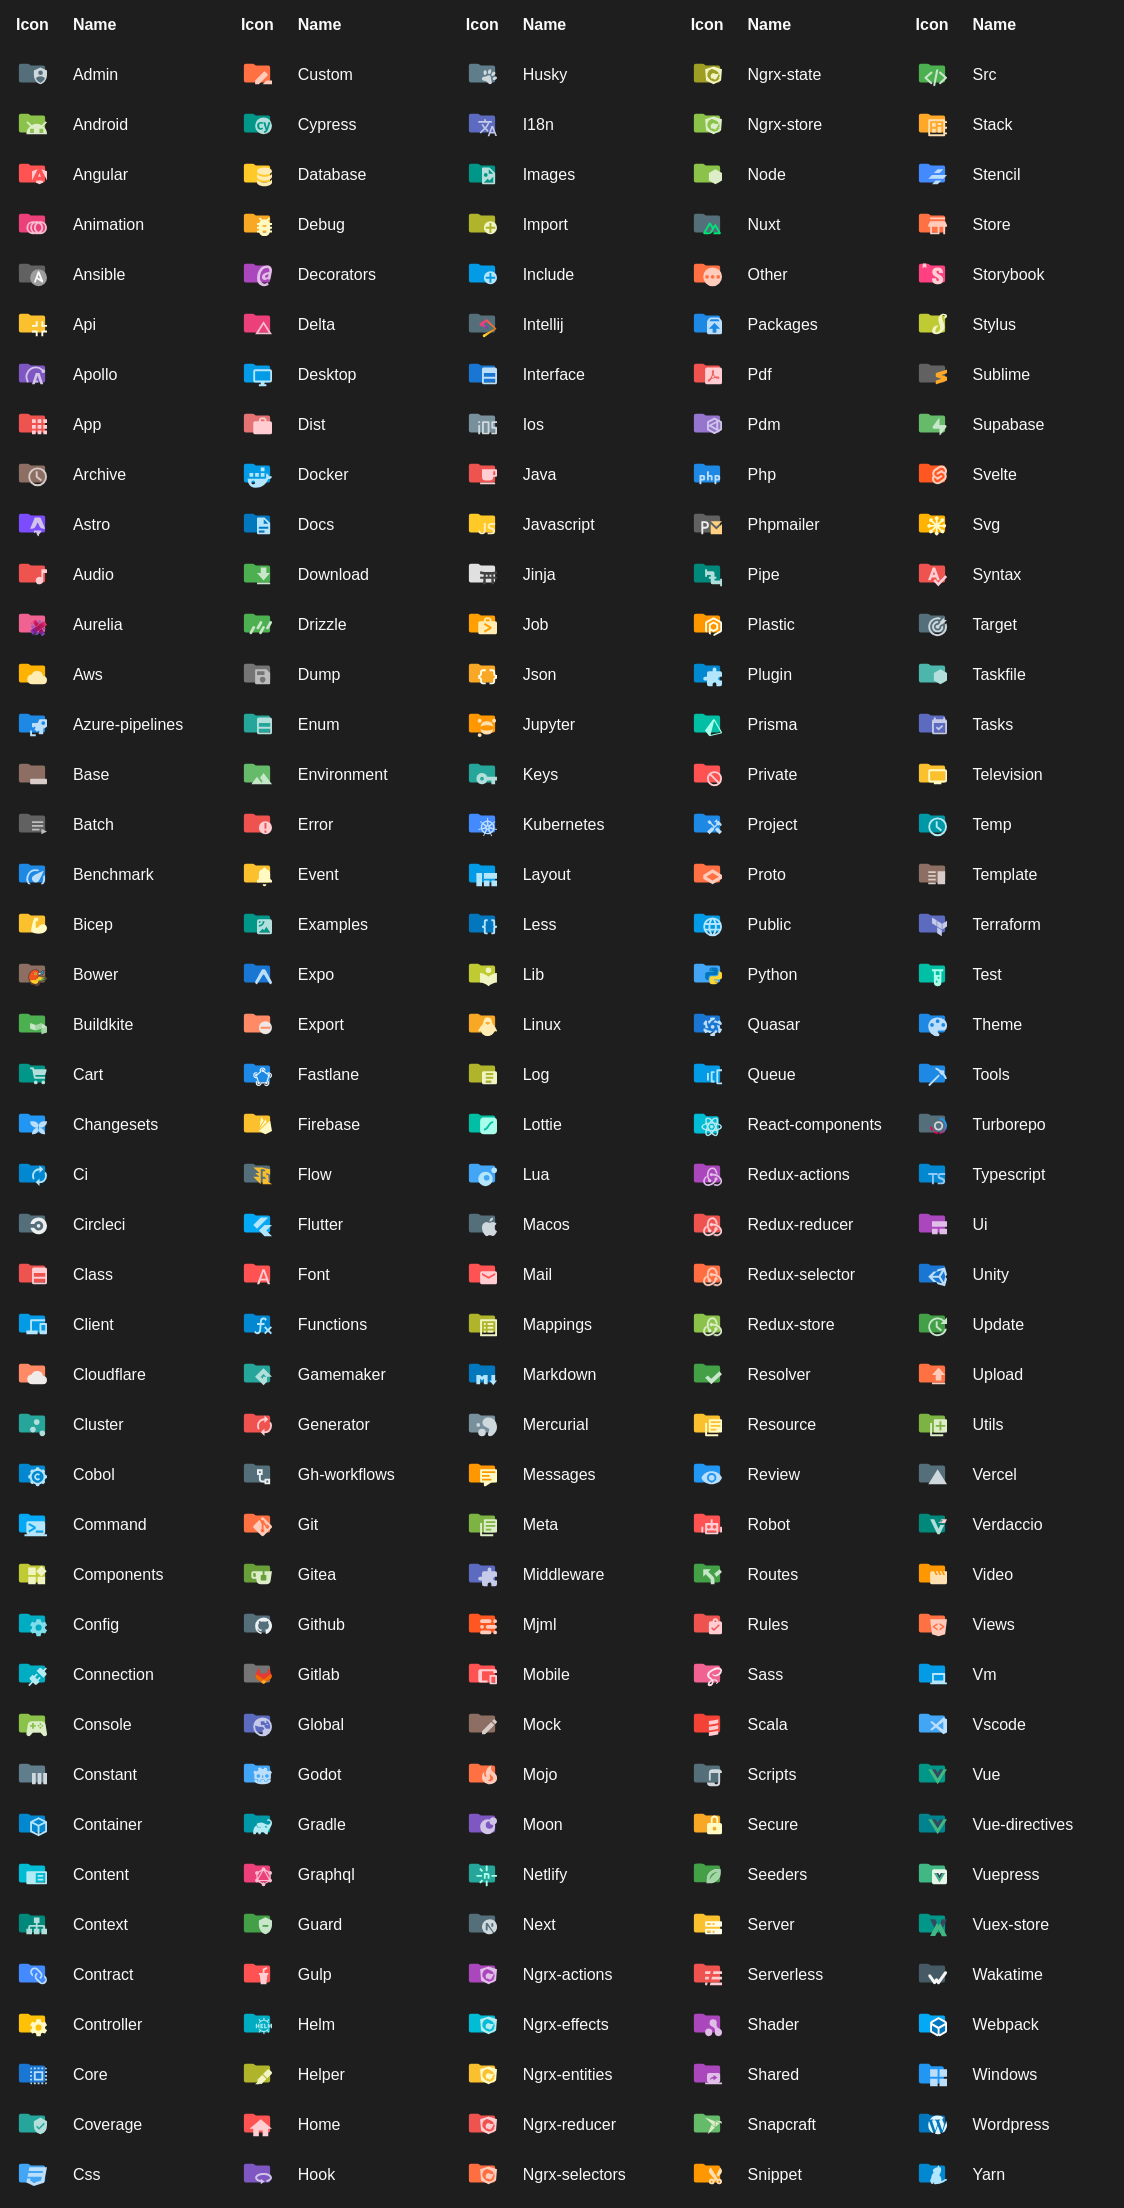 Icon Name Icon Name Icon Name Icon Name Icon Name
Admin Custom Husky Ngrx-state Src
Android Cypress I18n Ngrx-store Stack
Angular Database Images Node Stencil
Animation Debug Import Nuxt Store
Ansible Decorators Include Other Storybook
Api Delta Intellij Packages Stylus
Apollo Desktop Interface Pdf Sublime
App Dist Ios Pdm Supabase
Archive Docker Java Php Svelte
Astro Docs Javascript Phpmailer Svg
Audio Download Jinja Pipe Syntax
Aurelia Drizzle Job Plastic Target
Aws Dump Json Plugin Taskfile
Azure-pipelines Enum Jupyter Prisma Tasks
Base Environment Keys Private Television
Batch Error Kubernetes Project Temp
Benchmark Event Layout Proto Template
Bicep Examples Less Public Terraform
Bower Expo Lib Python Test
Buildkite Export Linux Quasar Theme
Cart Fastlane Log Queue Tools
Changesets Firebase Lottie React-components Turborepo
Ci Flow Lua Redux-actions Typescript
Circleci Flutter Macos Redux-reducer Ui
Class Font Mail Redux-selector Unity
Client Functions Mappings Redux-store Update
Cloudflare Gamemaker Markdown Resolver Upload
Cluster Generator Mercurial Resource Utils
Cobol Gh-workflows Messages Review Vercel
Command Git Meta Robot Verdaccio
Components Gitea Middleware Routes Video
Config Github Mjml Rules Views
Connection Gitlab Mobile Sass Vm
Console Global Mock Scala Vscode
Constant Godot Mojo Scripts Vue
Container Gradle Moon Secure Vue-directives
Content Graphql Netlify Seeders Vuepress
Context Guard Next Server Vuex-store
Contract Gulp Ngrx-actions Serverless Wakatime
Controller Helm Ngrx-effects Shader Webpack
Core Helper Ngrx-entities Shared Windows
Coverage Home Ngrx-reducer Snapcraft Wordpress
Css Hook Ngrx-selectors Snippet Yarn